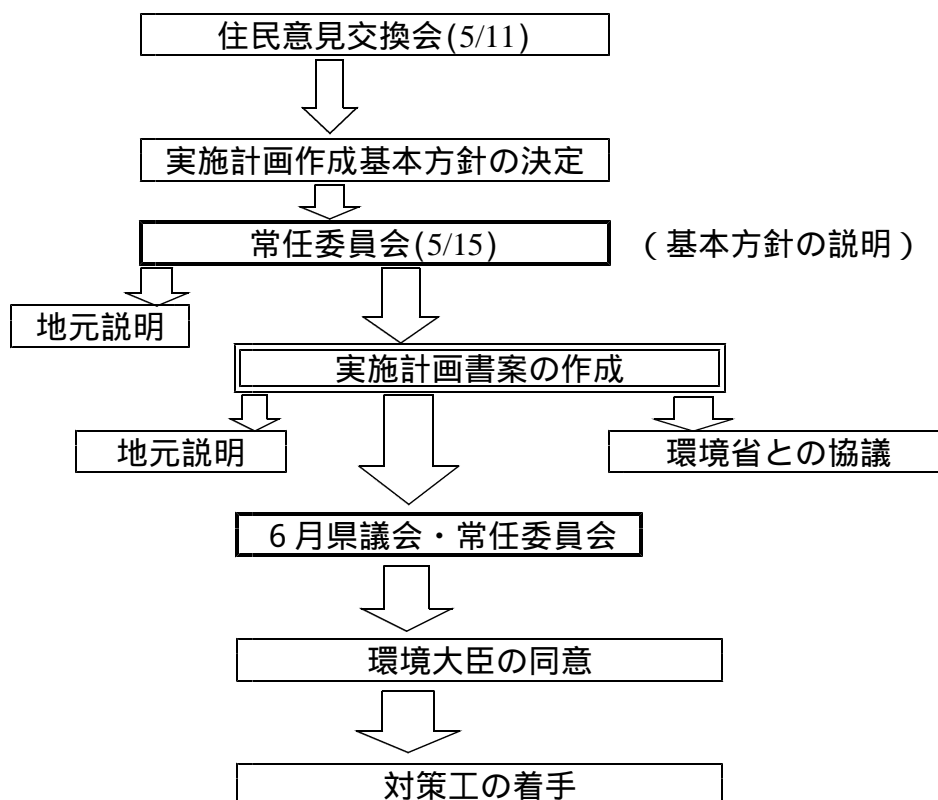 住民意見交換会(5/11)
実施計画作成基本方針の決定
常任委員会(5/15) (基本方針の説明)
地元説明
実施計画書案の作成
地元説明 環境省との協議
6月県議会・常任委員会
環境大臣の同意
対策工の着手